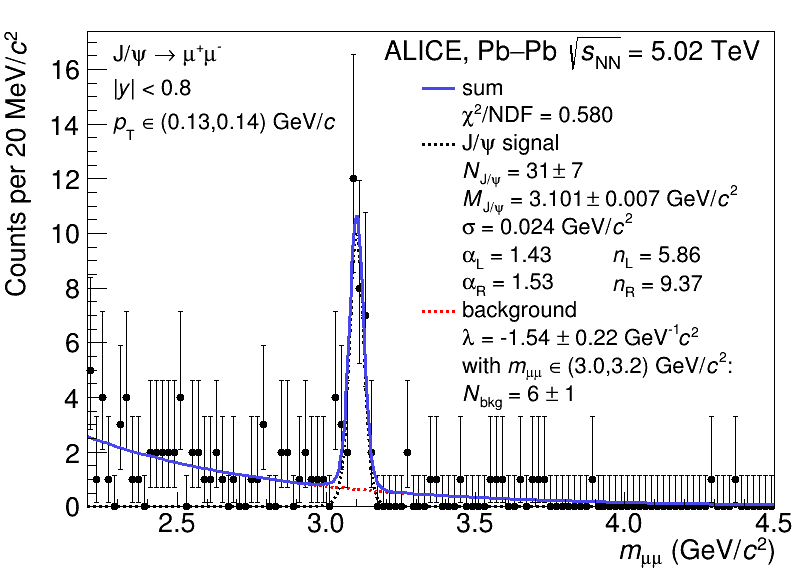 Counts per 20 MeV/c²
16
14
12
10
8
6
4
2
0
J/ψ → μ⁺μ⁻
|y| < 0.8
p_T ∈ (0.13,0.14) GeV/c
ALICE, Pb–Pb √s_NN = 5.02 TeV
sum
χ²/NDF = 0.580
J/ψ signal
N_J/ψ = 31 ± 7
M_J/ψ = 3.101 ± 0.007 GeV/c²
σ = 0.024 GeV/c²
α_L = 1.43 n_L = 5.86
α_R = 1.53 n_R = 9.37
background
λ = -1.54 ± 0.22 GeV⁻¹c²
with m_μμ ∈ (3.0,3.2) GeV/c²:
N_bkg = 6 ± 1
2.5 3.0 3.5 4.0 4.5
m_μμ (GeV/c²)